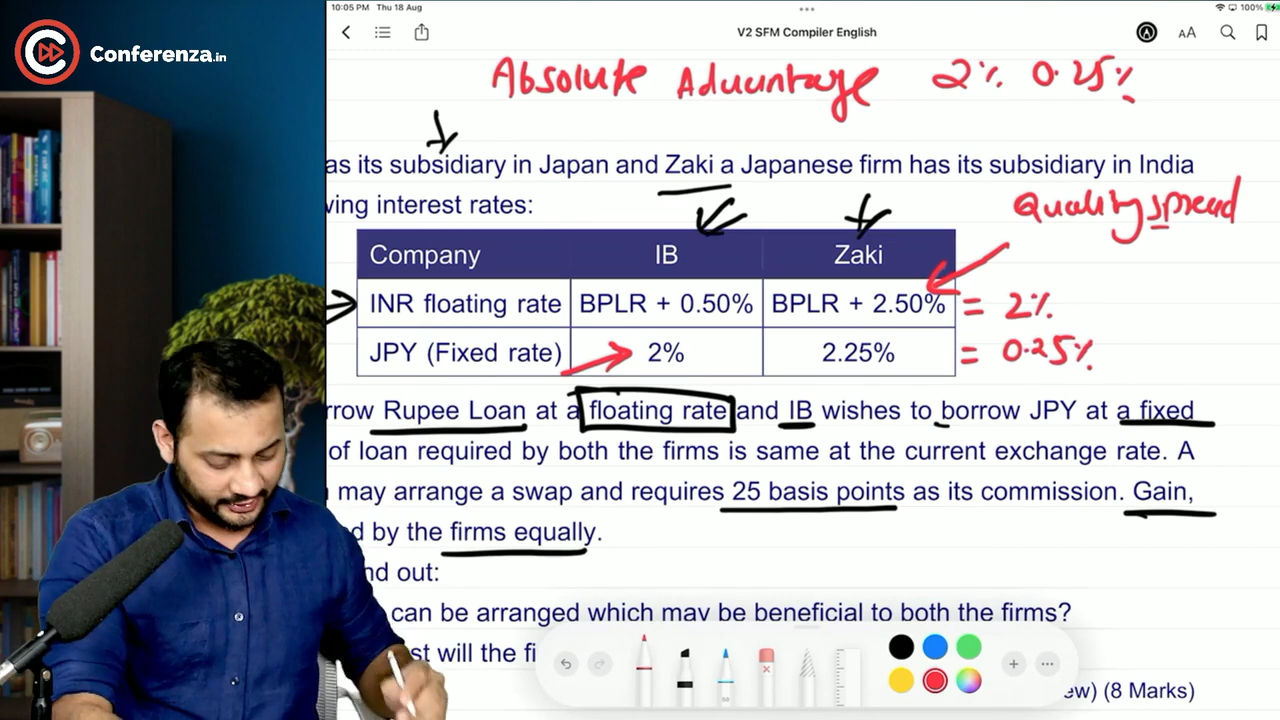 10:05 PM Thu 18 Aug
100%
V2 SFM Compiler English
AA
Conferenza.in
Absolute Advantage 2% 0.25%
as its subsidiary in Japan and Zaki a Japanese firm has its subsidiary in India
wing interest rates:
Quality spread
Company IB Zaki
INR floating rate BPLR + 0.50% BPLR + 2.50% = 2%
JPY (Fixed rate) 2% 2.25% = 0.25%
rrow Rupee Loan at a floating rate and IB wishes to borrow JPY at a fixed
of loan required by both the firms is same at the current exchange rate. A
may arrange a swap and requires 25 basis points as its commission. Gain,
d by the firms equally.
nd out:
can be arranged which may be beneficial to both the firms?
st will the fi
ew) (8 Marks)